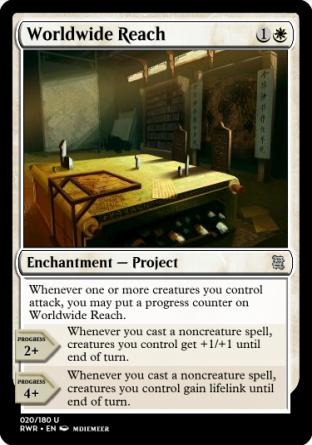 Worldwide Reach
1
Enchantment — Project
Whenever one or more creatures you control
attack, you may put a progress counter on
Worldwide Reach.
PROGRESS
2+
Whenever you cast a noncreature spell,
creatures you control get +1/+1 until
end of turn.
PROGRESS
4+
Whenever you cast a noncreature spell,
creatures you control gain lifelink until
end of turn.
020/180 U
RWR • EN MDIEMEER